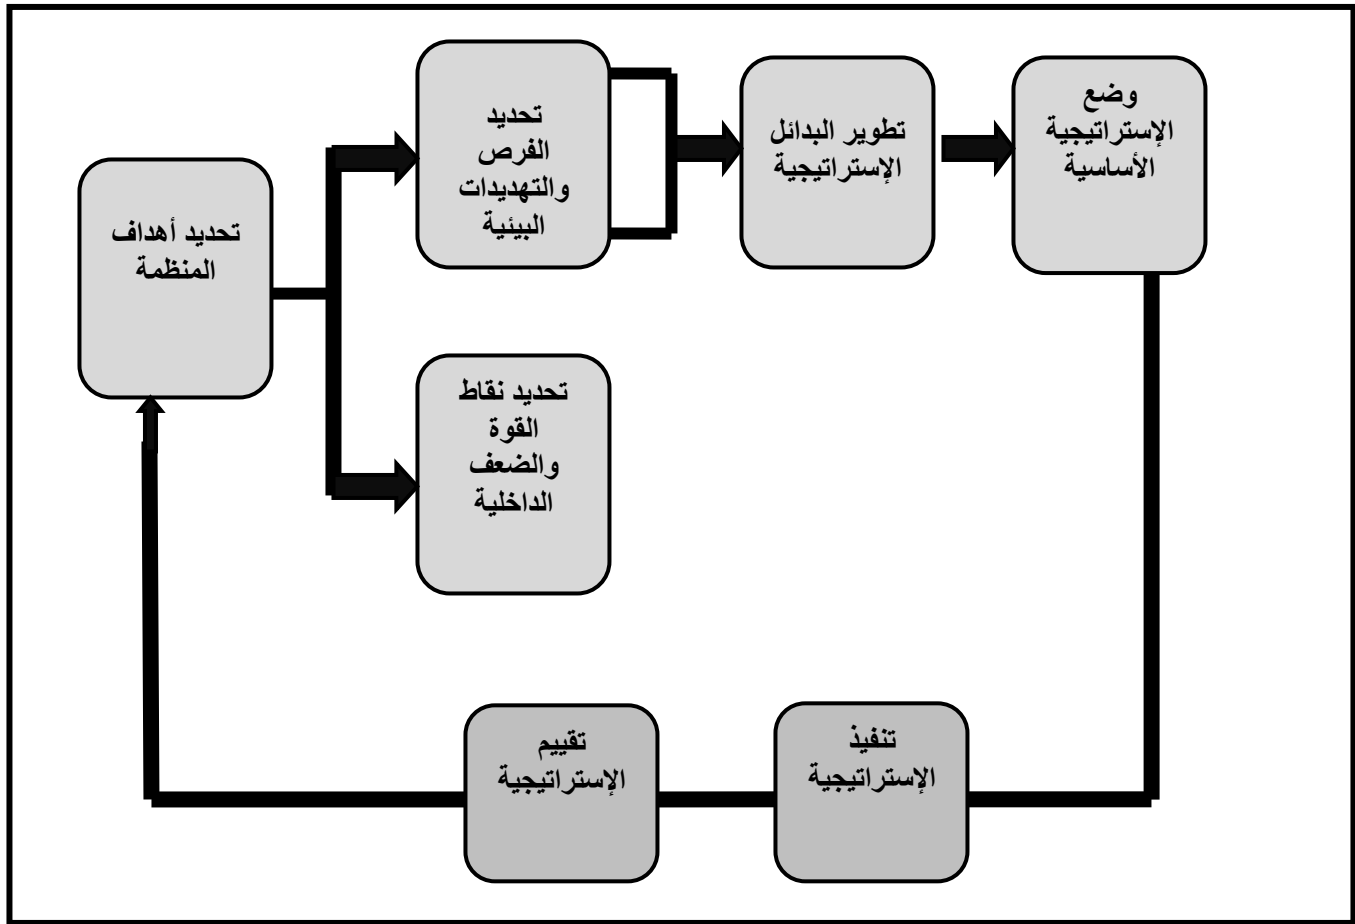 تحديد أهداف
المنظمة
تحديد
الفرص
والتهديدات
البيئية
تحديد نقاط
القوة
والضعف
الداخلية
تطوير البدائل
الإستراتيجية
وضع
الإستراتيجية
الأساسية
تنفيذ
الإستراتيجية
تقييم
الإستراتيجية